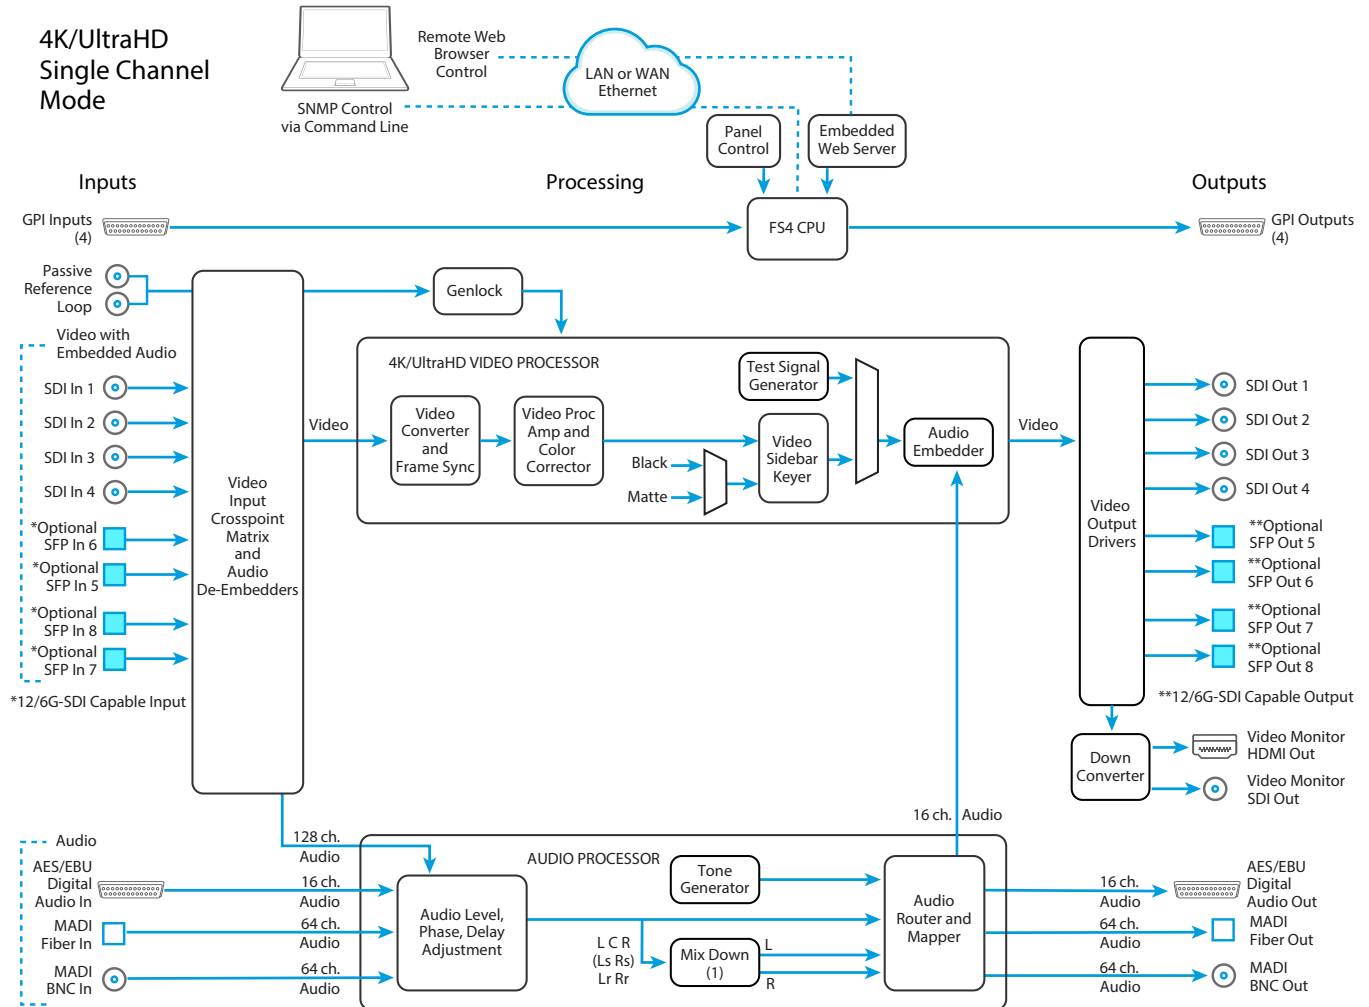 4K/UltraHD
Single Channel
Mode
SNMP Control
via Command Line
Remote Web
Browser
Control
LAN or WAN
Ethernet
Panel
Control
Embedded
Web Server
Inputs
Processing
Outputs
GPI Inputs
(4)
FS4 CPU
GPI Outputs
(4)
Passive
Reference
Loop
Genlock
Video with
Embedded Audio
SDI In 1
SDI In 2
SDI In 3
SDI In 4
*Optional
SFP In 6
*Optional
SFP In 5
*Optional
SFP In 8
*Optional
SFP In 7
*12/6G-SDI Capable Input
Video
Input
Crosspoint
Matrix
and
Audio
De-Embedders
Video
4K/UltraHD VIDEO PROCESSOR
Video
Converter
and
Frame Sync
Video Proc
Amp and
Color
Corrector
Test Signal
Generator
Black
Matte
Video
Sidebar
Keyer
Audio
Embedder
Video
Video
Output
Drivers
SDI Out 1
SDI Out 2
SDI Out 3
SDI Out 4
**Optional
SFP Out 5
**Optional
SFP Out 6
**Optional
SFP Out 7
**Optional
SFP Out 8
**12/6G-SDI Capable Output
Down
Converter
Video Monitor
HDMI Out
Video Monitor
SDI Out
Audio
AES/EBU
Digital
Audio In
MADI
Fiber In
MADI
BNC In
128 ch.
Audio
16 ch.
Audio
64 ch.
Audio
64 ch.
Audio
AUDIO PROCESSOR
Audio Level,
Phase, Delay
Adjustment
Tone
Generator
L C R
(Ls Rs)
Lr Rr
Mix Down
(1)
L
R
Audio
Router and
Mapper
16 ch. Audio
16 ch.
Audio
64 ch.
Audio
64 ch.
Audio
AES/EBU
Digital
Audio Out
MADI
Fiber Out
MADI
BNC Out